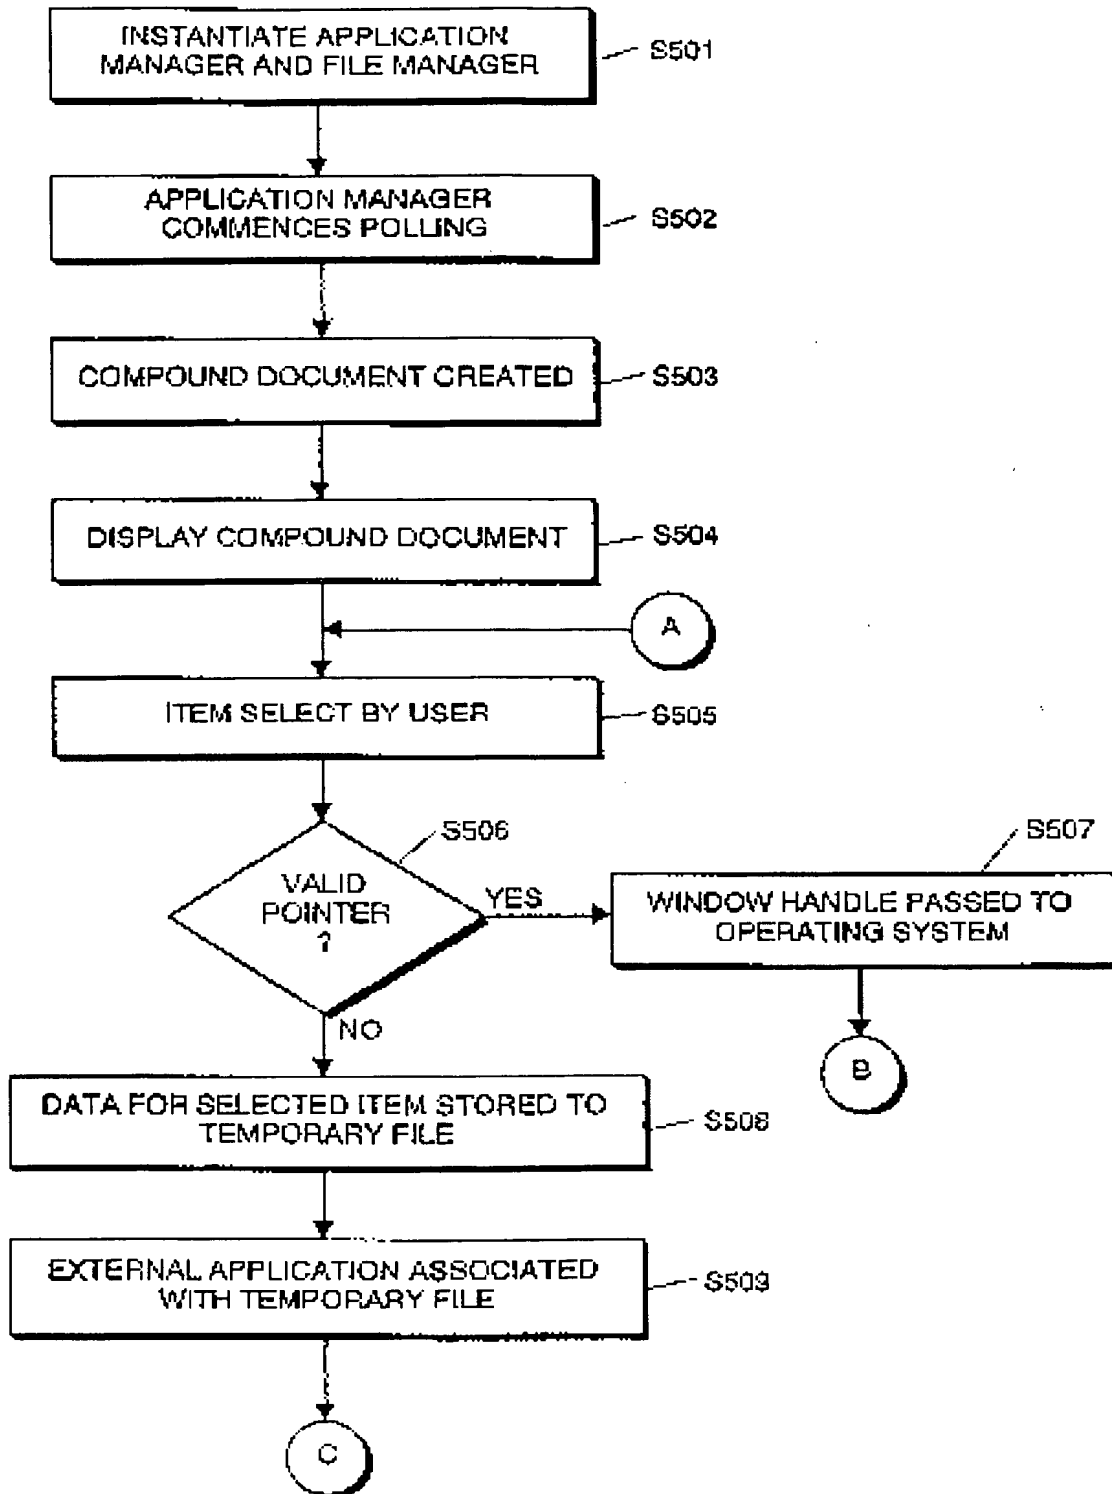 INSTANTIATE APPLICATION
MANAGER AND FILE MANAGER
S501
APPLICATION MANAGER
COMMENCES POLLING
S502
COMPOUND DOCUMENT CREATED
S503
DISPLAY COMPOUND DOCUMENT
S504
A
ITEM SELECT BY USER
S505
S506
VALID
POINTER
?
YES
NO
S507
WINDOW HANDLE PASSED TO
OPERATING SYSTEM
B
DATA FOR SELECTED ITEM STORED TO
TEMPORARY FILE
S508
EXTERNAL APPLICATION ASSOCIATED
WITH TEMPORARY FILE
S509
C